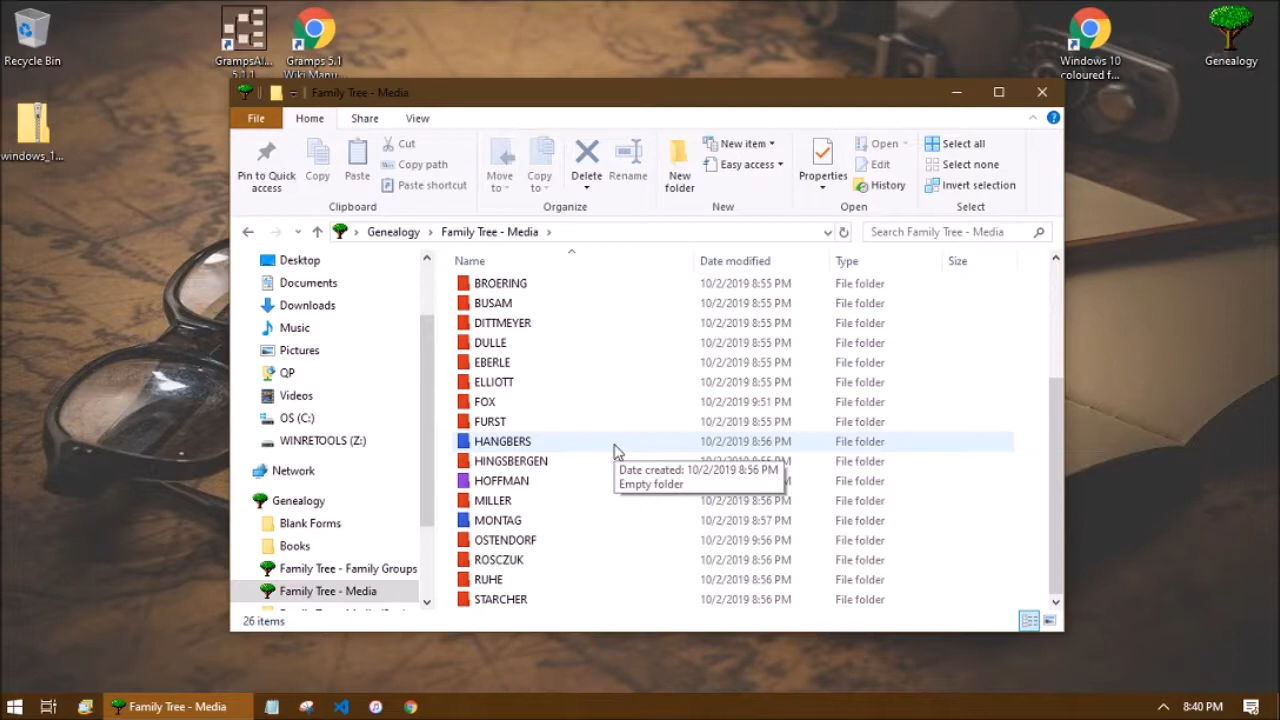 Recycle Bin
GrampsAI...
5.1.1
Gramps 5.1
Wiki Manu...
Windows 10
coloured f...
Genealogy
windows_1...
Family Tree - Media
File
Home
Share
View
Pin to Quick
access
Copy
Paste
Cut
Copy path
Paste shortcut
Clipboard
Move
to
Copy
to
Delete
Rename
Organize
New
folder
New item
Easy access
New
Properties
Open
Edit
History
Open
Select all
Select none
Invert selection
Select
Genealogy > Family Tree - Media >
Search Family Tree - Media
Desktop
Documents
Downloads
Music
Pictures
QP
Videos
OS (C:)
WINRETOOLS (Z:)
Network
Genealogy
Blank Forms
Books
Family Tree - Family Groups
Family Tree - Media
Name Date modified Type Size
BROERING 10/2/2019 8:55 PM File folder
BUSAM 10/2/2019 8:55 PM File folder
DITTMEYER 10/2/2019 8:55 PM File folder
DULLE 10/2/2019 8:55 PM File folder
EBERLE 10/2/2019 8:55 PM File folder
ELLIOTT 10/2/2019 8:55 PM File folder
FOX 10/2/2019 9:51 PM File folder
FURST 10/2/2019 8:55 PM File folder
HANGBERS 10/2/2019 8:56 PM File folder
HINGSBERGEN File folder
Date created: 10/2/2019 8:56 PM
Empty folder
HOFFMAN File folder
MILLER 10/2/2019 8:56 PM File folder
MONTAG 10/2/2019 8:57 PM File folder
OSTENDORF 10/2/2019 9:56 PM File folder
ROSCZUK 10/2/2019 8:56 PM File folder
RUHE 10/2/2019 8:56 PM File folder
STARCHER 10/2/2019 8:56 PM File folder
26 items
Family Tree - Media
8:40 PM